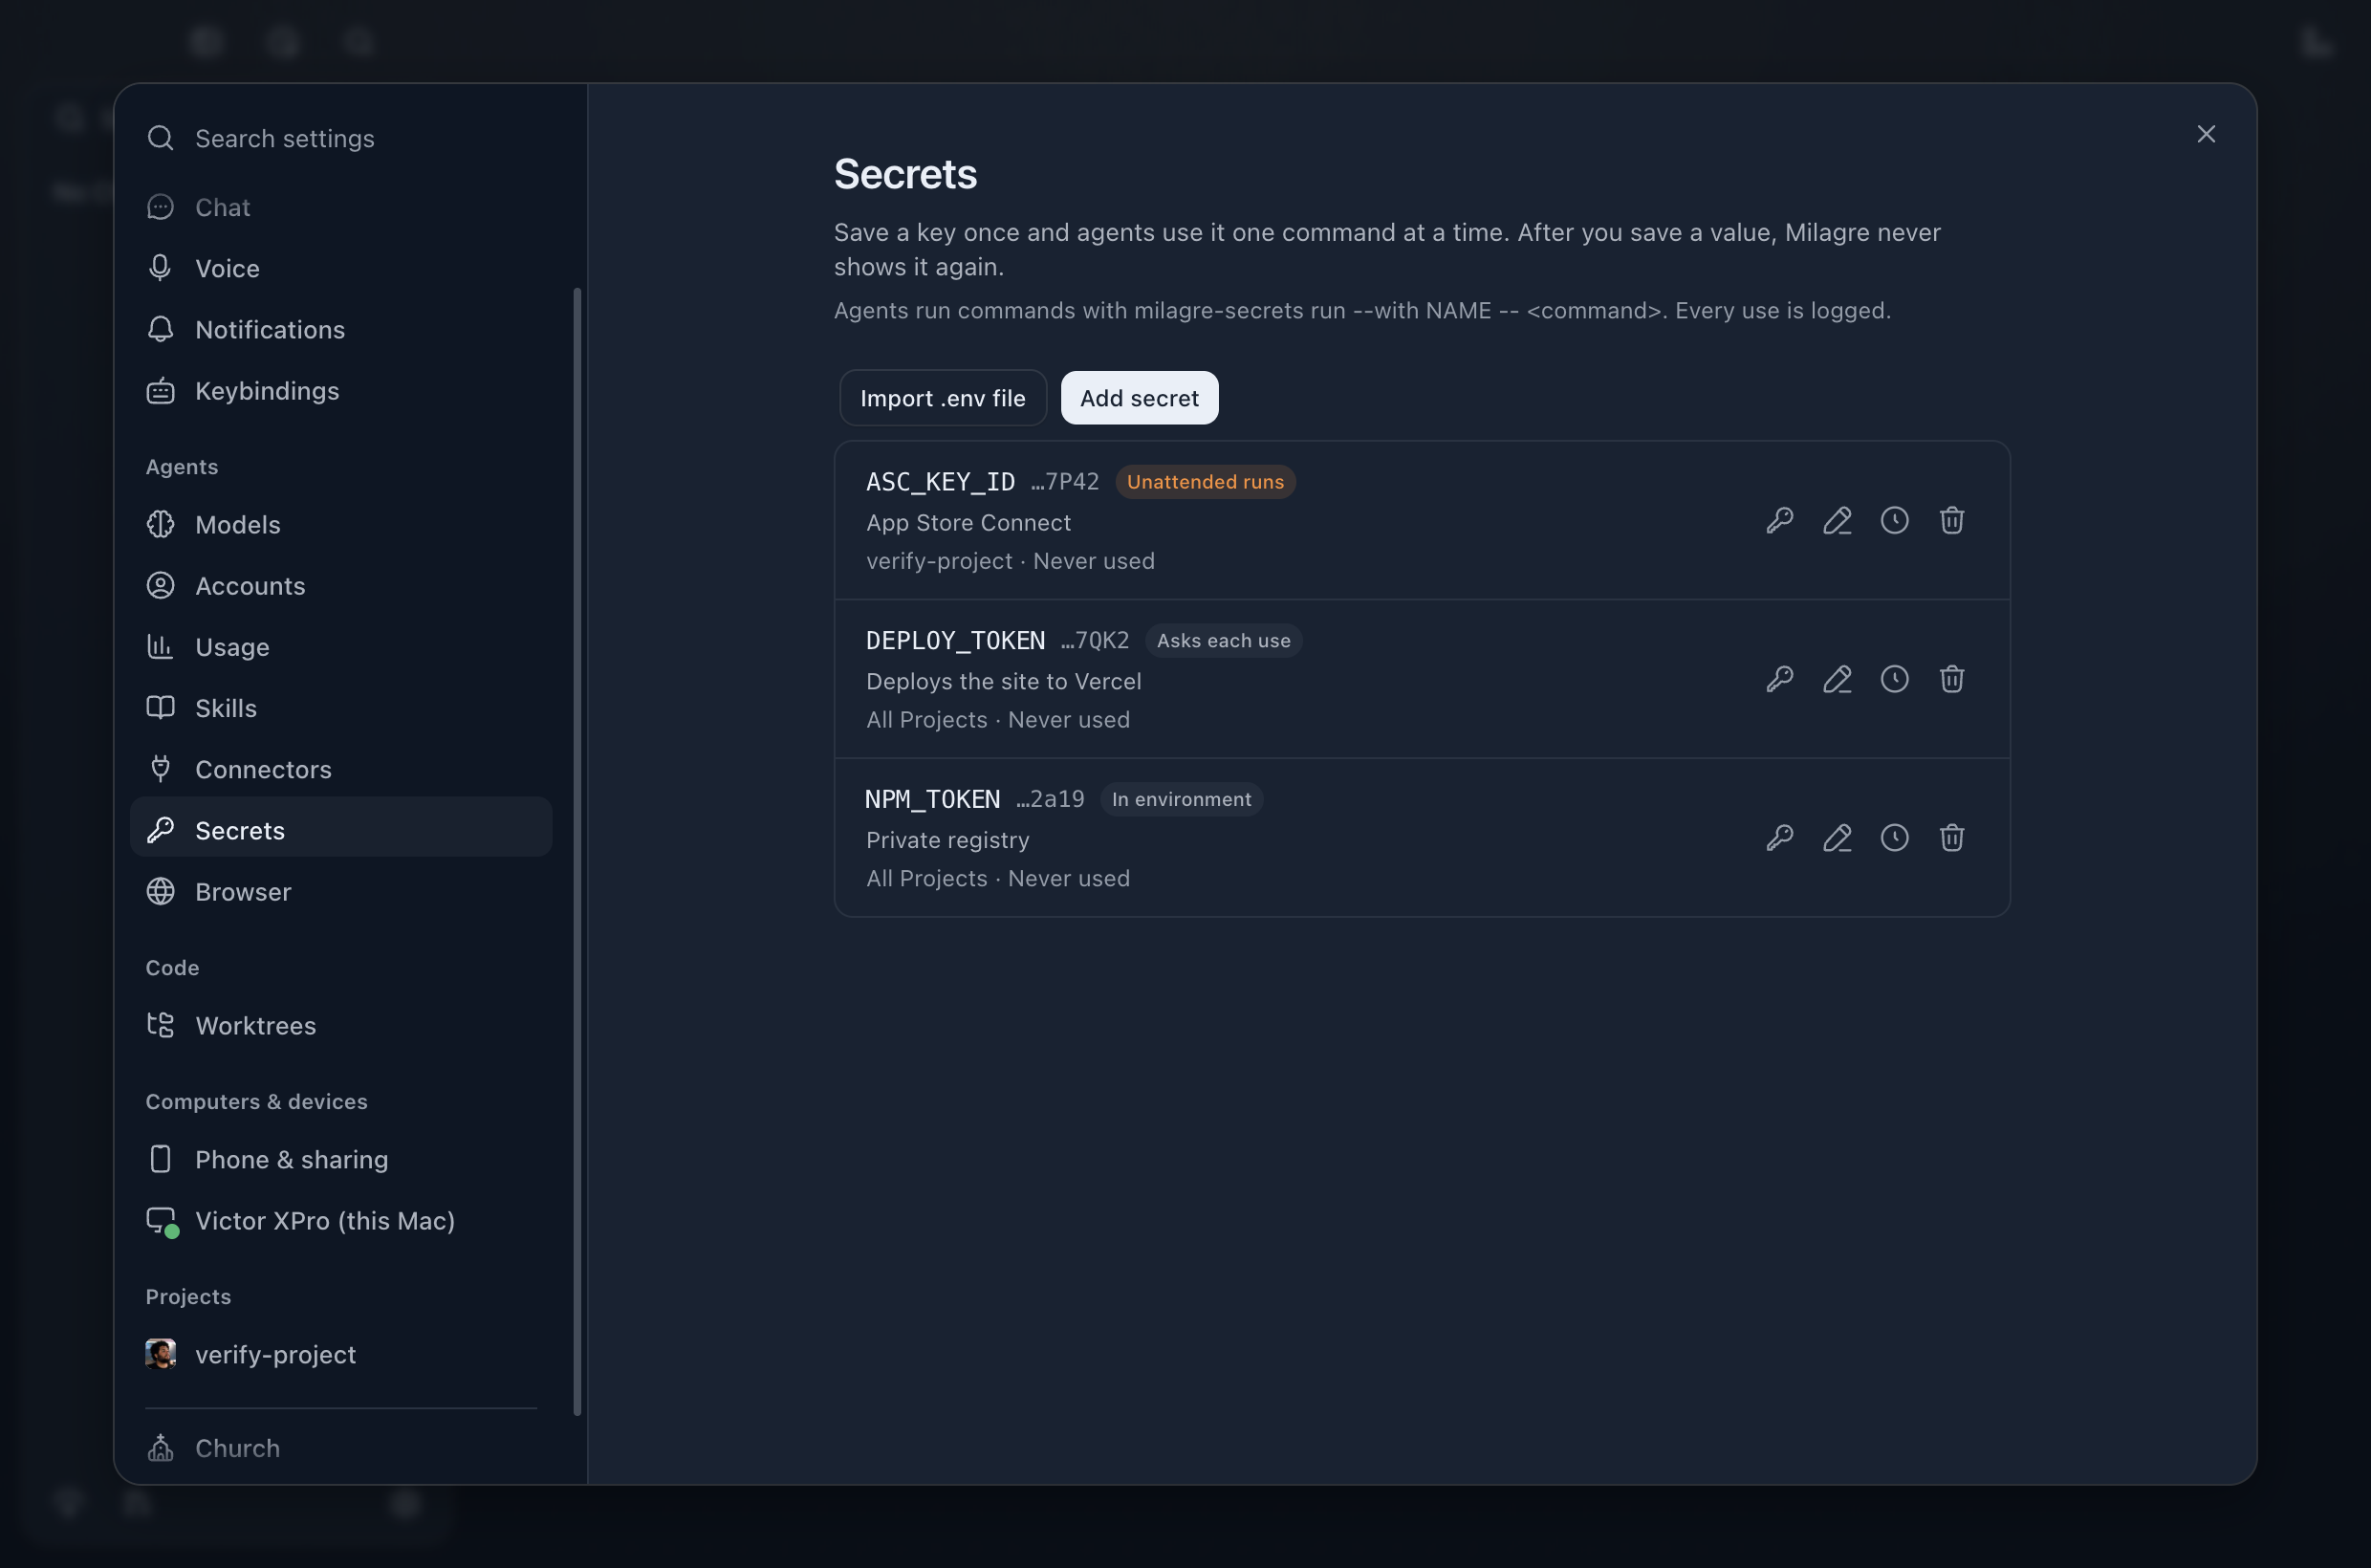 Search settings
Chat
Voice
Notifications
Keybindings
Agents
Models
Accounts
Usage
Skills
Connectors
Secrets
Browser
Code
Worktrees
Computers & devices
Phone & sharing
Victor XPro (this Mac)
Projects
verify-project
Church
Secrets
Save a key once and agents use it one command at a time. After you save a value, Milagre never
shows it again.
Agents run commands with milagre-secrets run --with NAME -- <command>. Every use is logged.
Import .env file
Add secret
ASC_KEY_ID …7P42 Unattended runs
App Store Connect
verify-project · Never used
DEPLOY_TOKEN …7QK2 Asks each use
Deploys the site to Vercel
All Projects · Never used
NPM_TOKEN …2a19 In environment
Private registry
All Projects · Never used